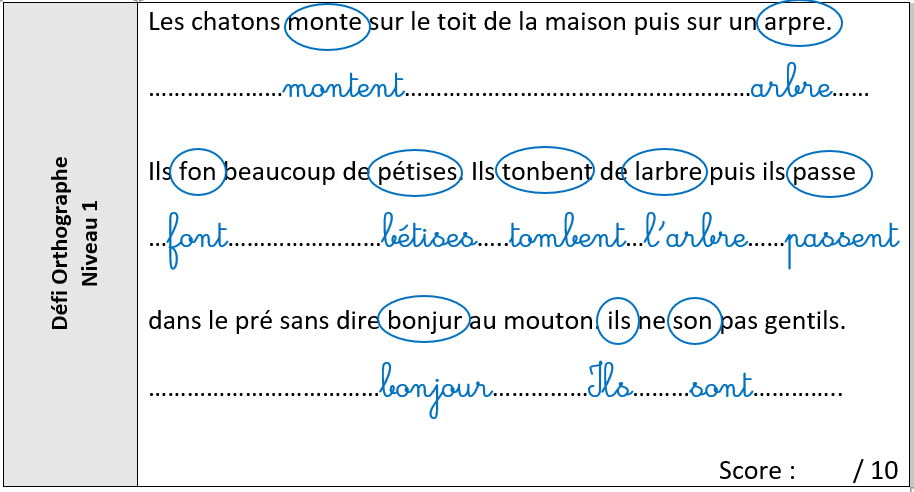 Défi Orthographe
Niveau 1
Les chatons monte sur le toit de la maison puis sur un arpre.
.....................montent......................................................arbre......
Ils fon beaucoup de pétises. Ils tonbent de larbre puis ils passe
...font........................bétises.....tombent...l'arbre......passent
dans le pré sans dire bonjur au mouton. ils ne son pas gentils.
....................................bonjour...............Ils.........sont..............
Score : / 10